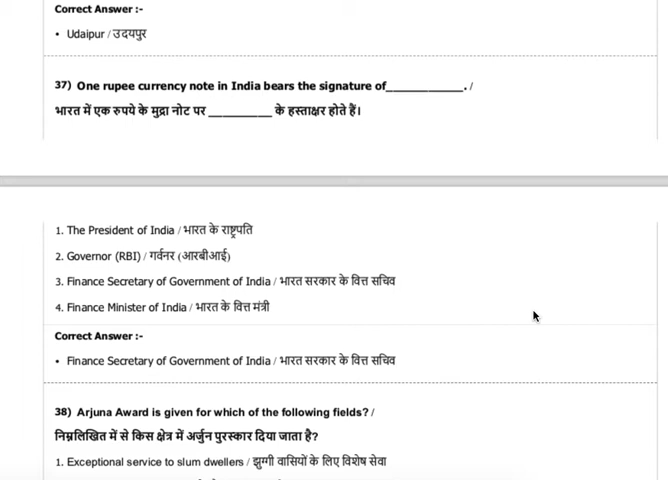 Correct Answer :-
• Udaipur / उदयपुर
37) One rupee currency note in India bears the signature of____________. /
भारत में एक रुपये के मुद्रा नोट पर __________ के हस्ताक्षर होते हैं।
1. The President of India / भारत के राष्ट्रपति
2. Governor (RBI) / गर्वनर (आरबीआई)
3. Finance Secretary of Government of India / भारत सरकार के वित्त सचिव
4. Finance Minister of India / भारत के वित्त मंत्री
Correct Answer :-
• Finance Secretary of Government of India / भारत सरकार के वित्त सचिव
38) Arjuna Award is given for which of the following fields? /
निम्नलिखित में से किस क्षेत्र में अर्जुन पुरस्कार दिया जाता है?
1. Exceptional service to slum dwellers / झुग्गी वासियों के लिए विशेष सेवा